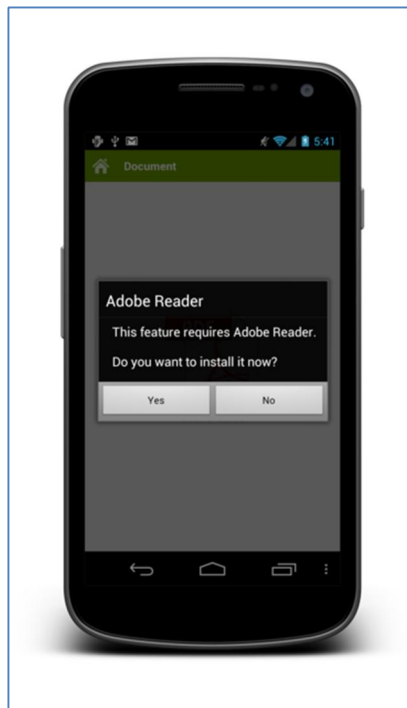 5:41
Document
Adobe Reader
This feature requires Adobe Reader.
Do you want to install it now?
Yes
No